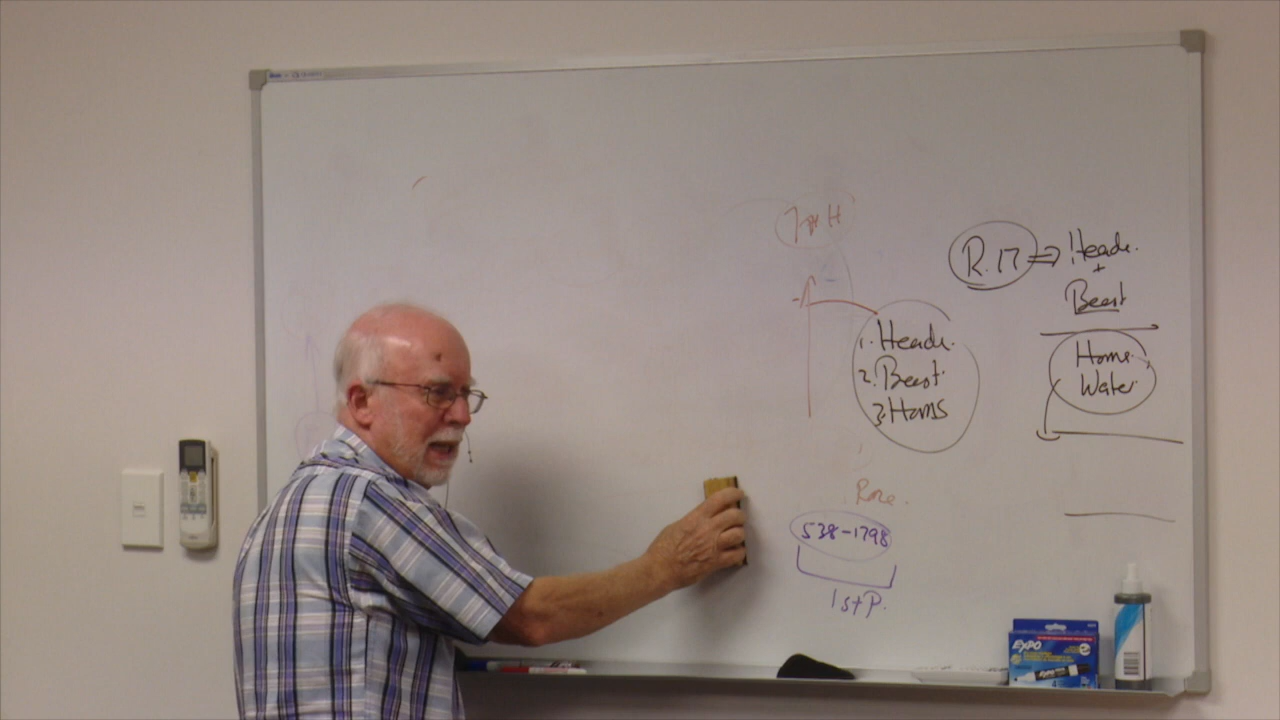 7th H
R.17 ⇒ Heads.
+
Beast
Horns,
Water
1. Heads.
2. Beast.
3. Horns
Rome.
538-1798
1st P.
EXPO